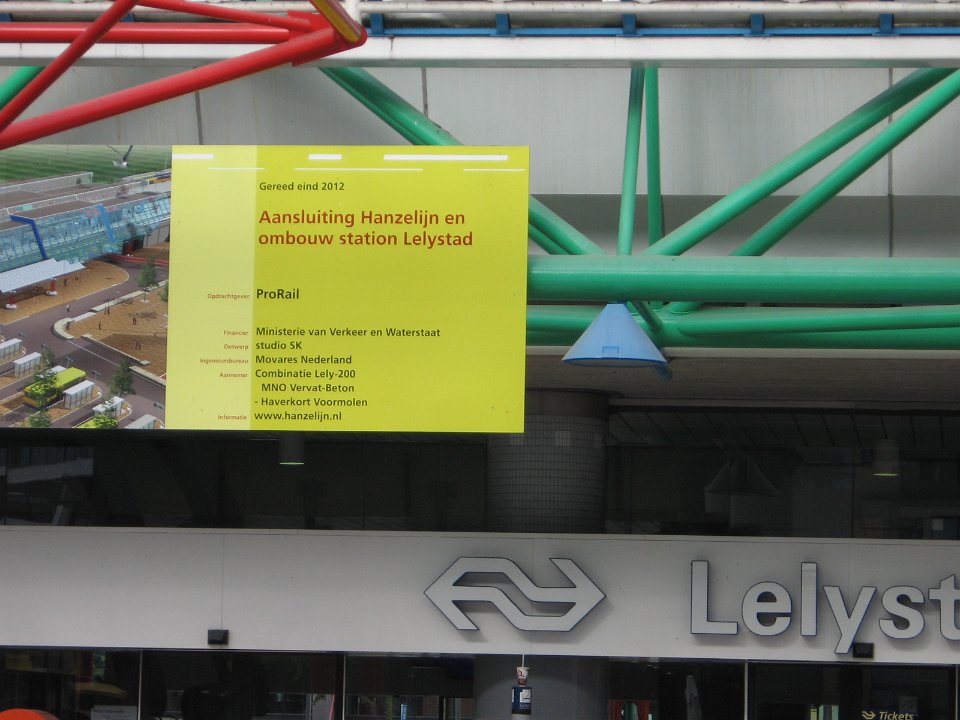 Gereed eind 2012
Aansluiting Hanzelijn en
ombouw station Lelystad
Opdrachtgever ProRail
Financier Ministerie van Verkeer en Waterstaat
Ontwerp studio SK
Ingenieursbureau Movares Nederland
Aannemer Combinatie Lely-200
MNO Vervat-Beton
- Haverkort Voormolen
Informatie www.hanzelijn.nl
Lelyst
Tickets